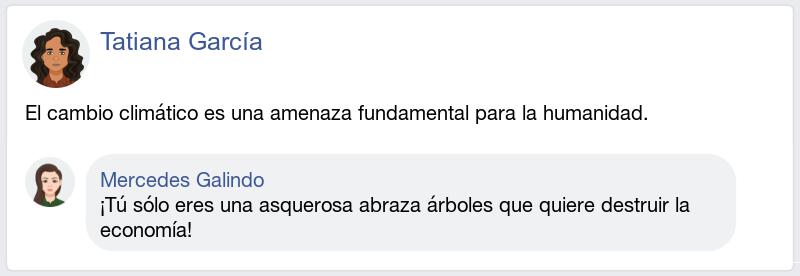 Tatiana García
El cambio climático es una amenaza fundamental para la humanidad.
Mercedes Galindo
¡Tú sólo eres una asquerosa abraza árboles que quiere destruir la
economía!